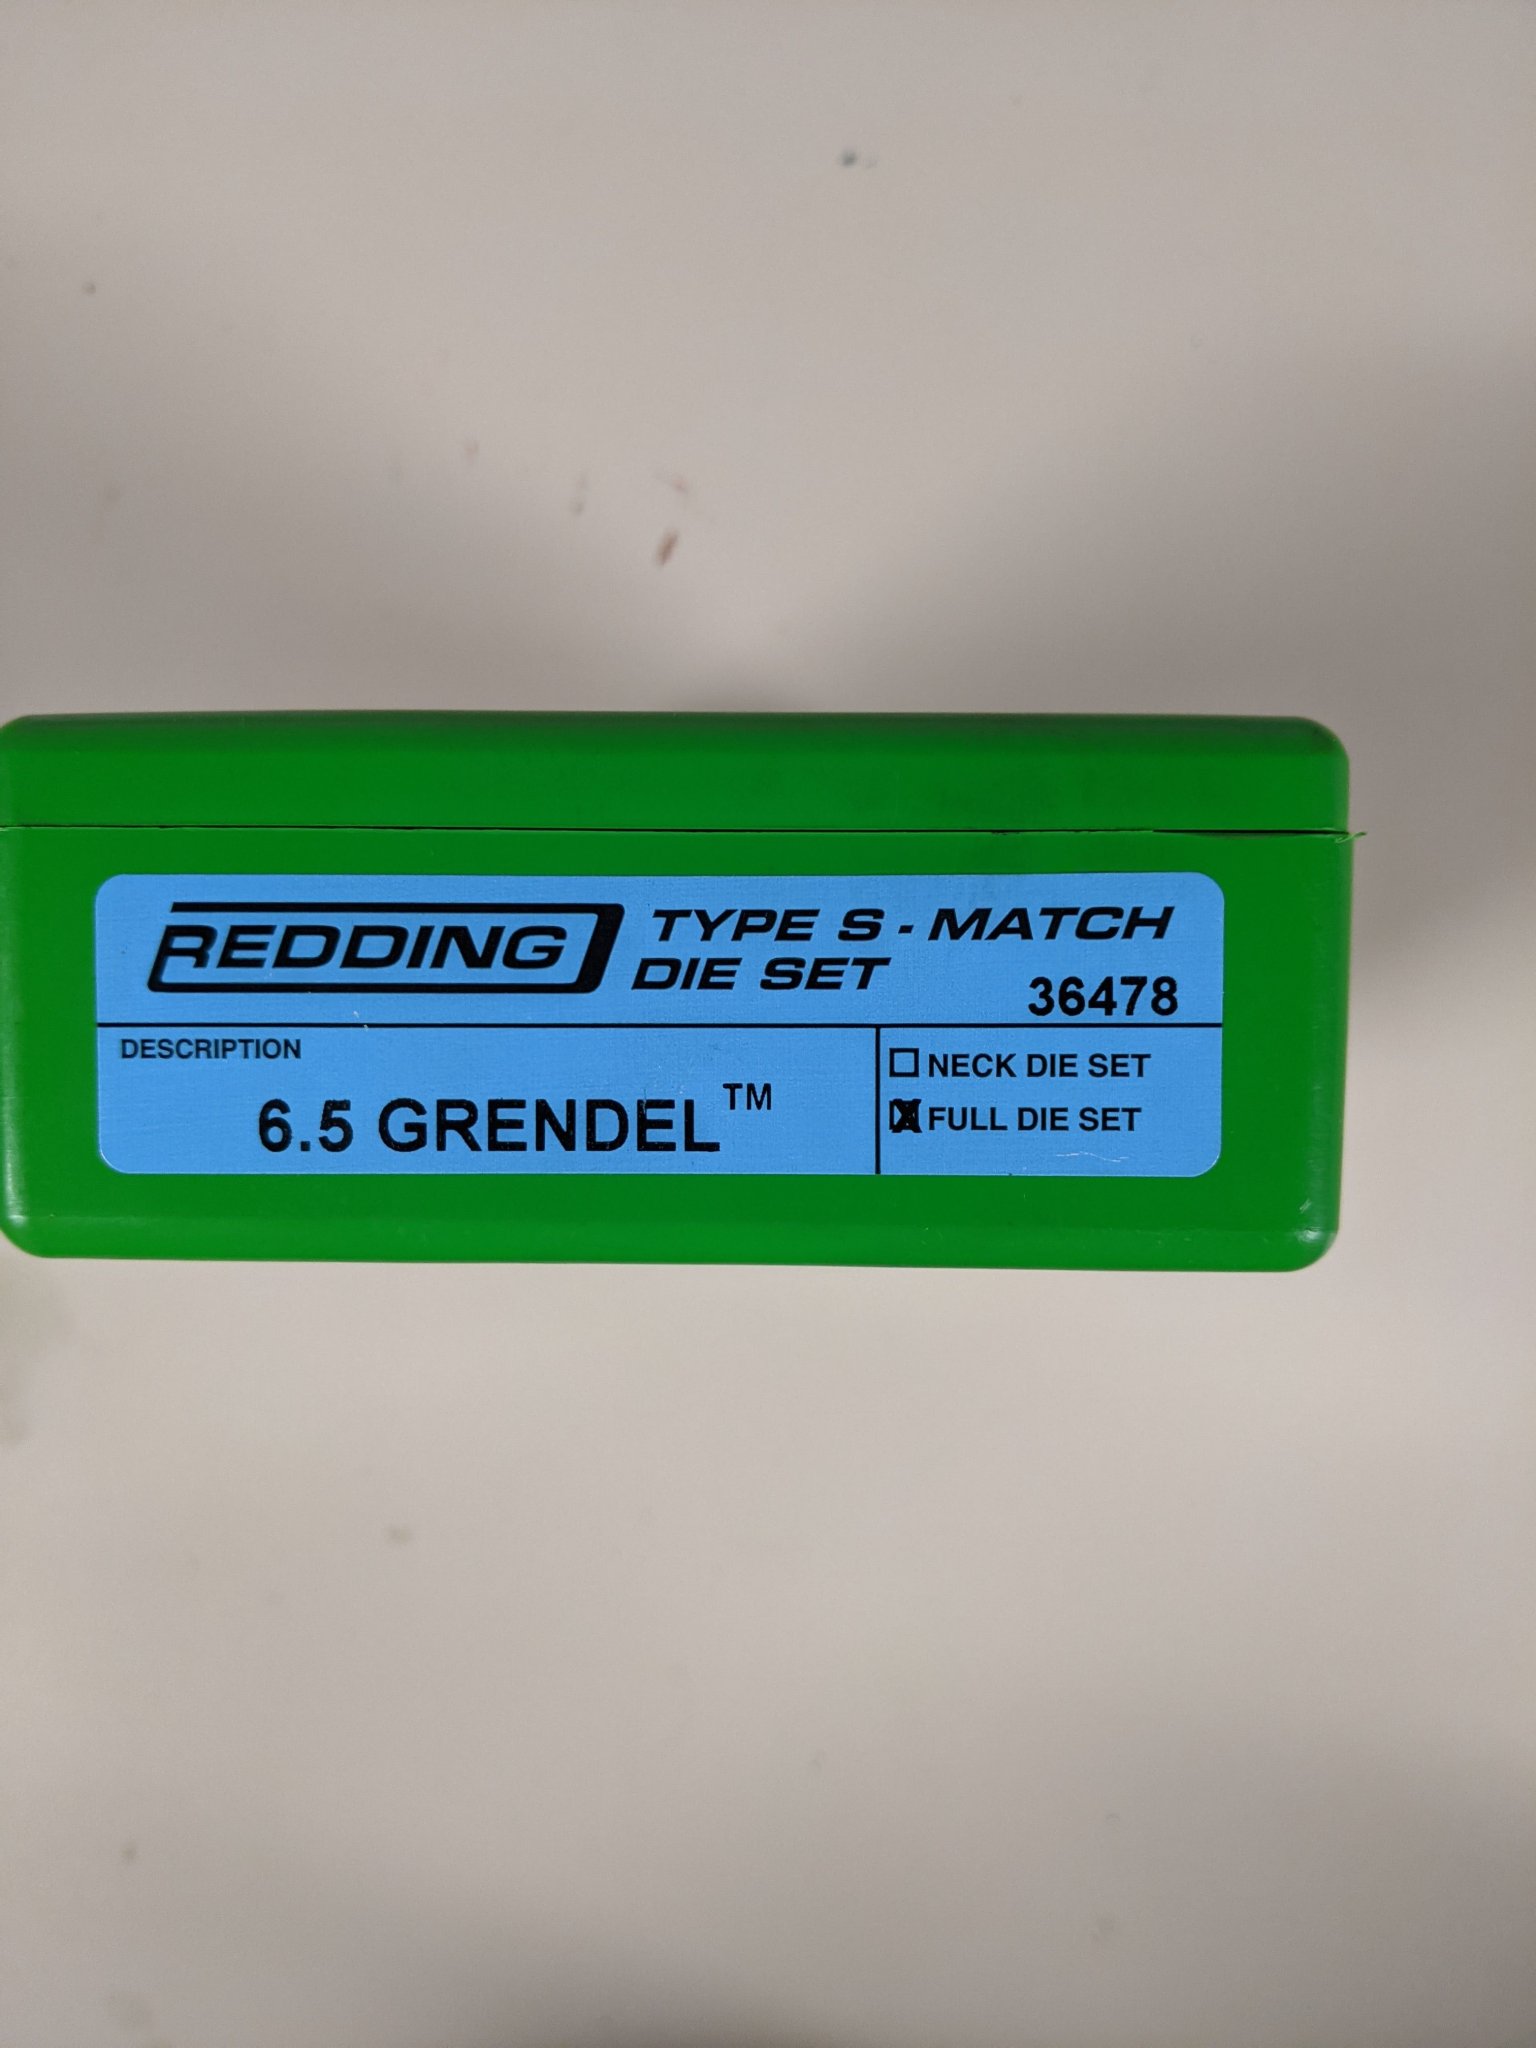 REDDING TYPE S - MATCH
DIE SET
36478
DESCRIPTION
6.5 GRENDEL™
NECK DIE SET
FULL DIE SET